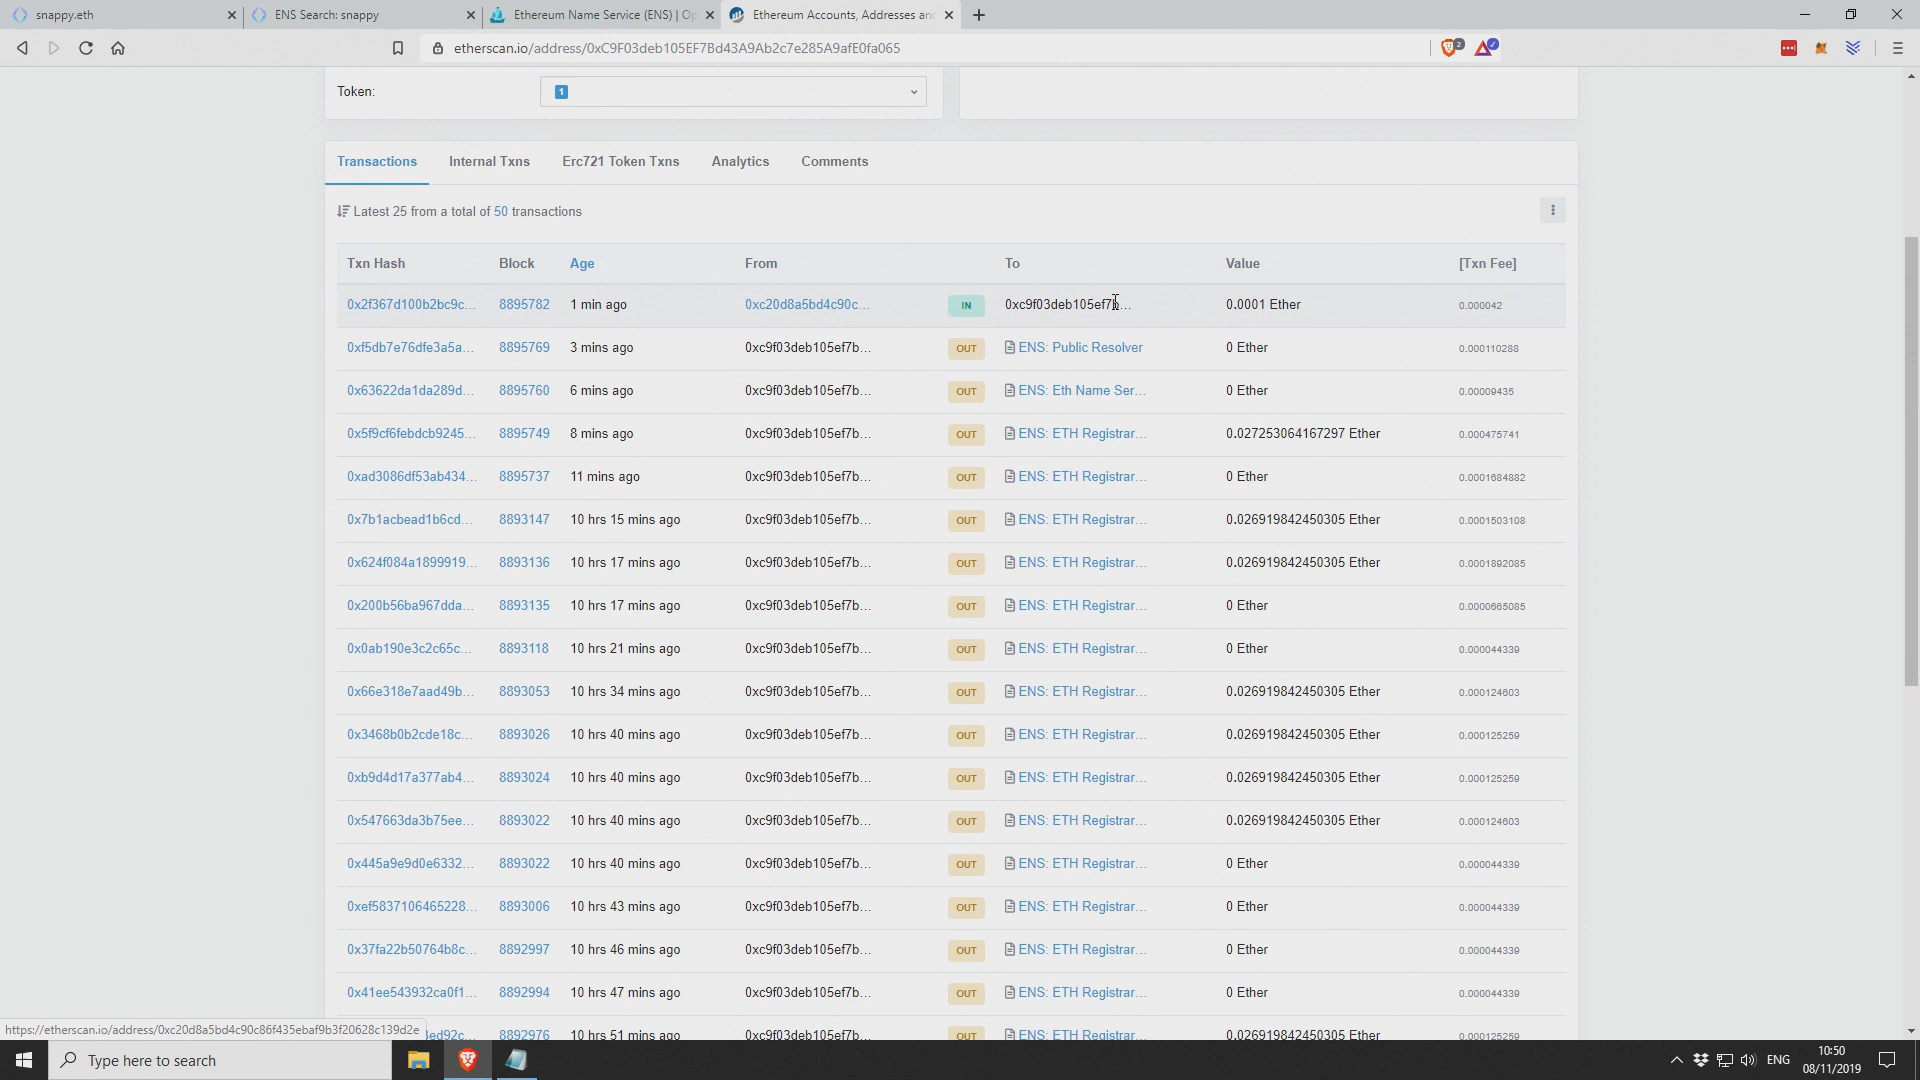 snappy.eth
ENS Search: snappy
Ethereum Name Service (ENS) | Op
Ethereum Accounts, Addresses and
etherscan.io/address/0xC9F03deb105EF7Bd43A9Ab2c7e285A9afE0fa065
2
Token:
1
Transactions Internal Txns Erc721 Token Txns Analytics Comments
Latest 25 from a total of 50 transactions
Txn Hash Block Age From To Value [Txn Fee]
0x2f367d100b2bc9c... 8895782 1 min ago 0xc20d8a5bd4c90c... IN 0xc9f03deb105ef7b... 0.0001 Ether 0.000042
0xf5db7e76dfe3a5a... 8895769 3 mins ago 0xc9f03deb105ef7b... OUT ENS: Public Resolver 0 Ether 0.000110288
0x63622da1da289d... 8895760 6 mins ago 0xc9f03deb105ef7b... OUT ENS: Eth Name Ser... 0 Ether 0.00009435
0x5f9cf6febdcb9245... 8895749 8 mins ago 0xc9f03deb105ef7b... OUT ENS: ETH Registrar... 0.027253064167297 Ether 0.000475741
0xad3086df53ab434... 8895737 11 mins ago 0xc9f03deb105ef7b... OUT ENS: ETH Registrar... 0 Ether 0.0001684882
0x7b1acbead1b6cd... 8893147 10 hrs 15 mins ago 0xc9f03deb105ef7b... OUT ENS: ETH Registrar... 0.026919842450305 Ether 0.0001503108
0x624f084a1899919... 8893136 10 hrs 17 mins ago 0xc9f03deb105ef7b... OUT ENS: ETH Registrar... 0.026919842450305 Ether 0.0001892085
0x200b56ba967dda... 8893135 10 hrs 17 mins ago 0xc9f03deb105ef7b... OUT ENS: ETH Registrar... 0 Ether 0.0000665085
0x0ab190e3c2c65c... 8893118 10 hrs 21 mins ago 0xc9f03deb105ef7b... OUT ENS: ETH Registrar... 0 Ether 0.000044339
0x66e318e7aad49b... 8893053 10 hrs 34 mins ago 0xc9f03deb105ef7b... OUT ENS: ETH Registrar... 0.026919842450305 Ether 0.000124603
0x3468b0b2cde18c... 8893026 10 hrs 40 mins ago 0xc9f03deb105ef7b... OUT ENS: ETH Registrar... 0.026919842450305 Ether 0.000125259
0xb9d4d17a377ab4... 8893024 10 hrs 40 mins ago 0xc9f03deb105ef7b... OUT ENS: ETH Registrar... 0.026919842450305 Ether 0.000125259
0x547663da3b75ee... 8893022 10 hrs 40 mins ago 0xc9f03deb105ef7b... OUT ENS: ETH Registrar... 0.026919842450305 Ether 0.000124603
0x445a9e9d0e6332... 8893022 10 hrs 40 mins ago 0xc9f03deb105ef7b... OUT ENS: ETH Registrar... 0 Ether 0.000044339
0xef5837106465228... 8893006 10 hrs 43 mins ago 0xc9f03deb105ef7b... OUT ENS: ETH Registrar... 0 Ether 0.000044339
0x37fa22b50764b8c... 8892997 10 hrs 46 mins ago 0xc9f03deb105ef7b... OUT ENS: ETH Registrar... 0 Ether 0.000044339
0x41ee543932ca0f1... 8892994 10 hrs 47 mins ago 0xc9f03deb105ef7b... OUT ENS: ETH Registrar... 0 Ether 0.000044339
8ed92c... 8892976 10 hrs 51 mins ago 0xc9f03deb105ef7b... OUT ENS: ETH Registrar... 0.026919842450305 Ether 0.000125259
https://etherscan.io/address/0xc20d8a5bd4c90c86f435ebaf9b3f20628c139d2e
Type here to search
ENG
10:50
08/11/2019